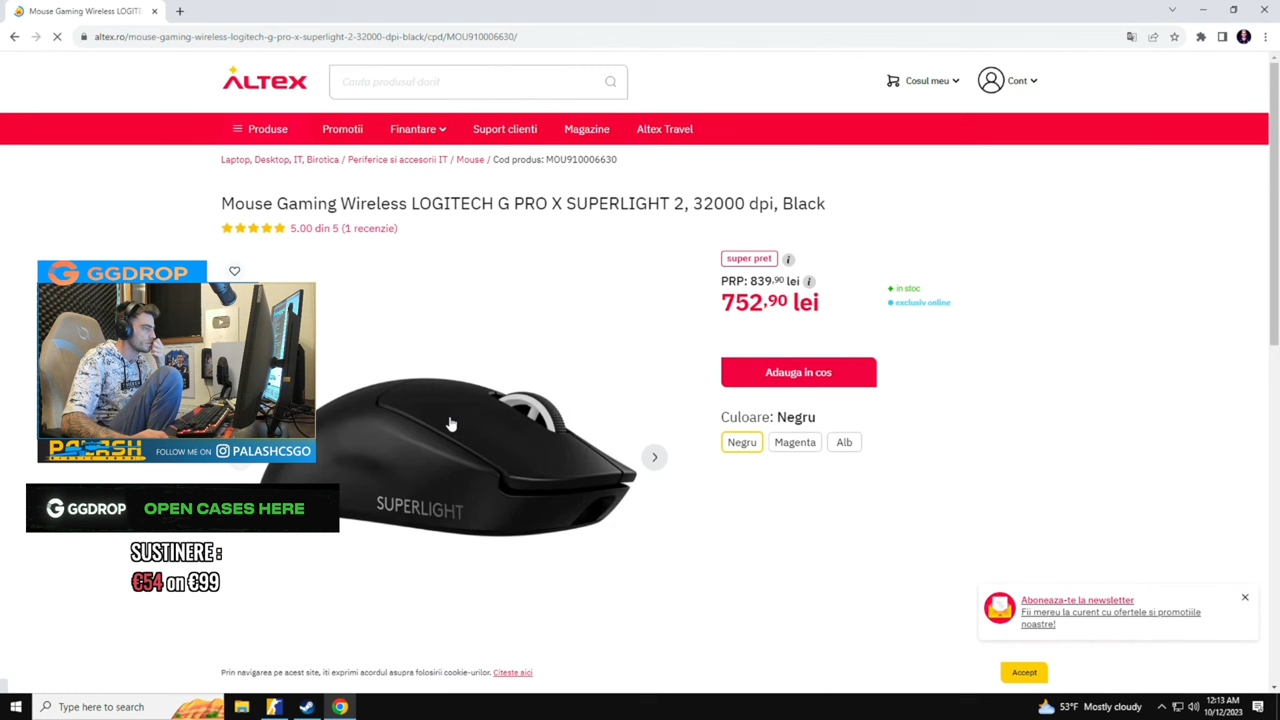 Mouse Gaming Wireless LOGIT
altex.ro/mouse-gaming-wireless-logitech-g-pro-x-superlight-2-32000-dpi-black/cpd/MOU910006630/
ALTEX
Cauta produsul dorit
Cosul meu
Cont
Produse
Promotii
Finantare
Suport clienti
Magazine
Altex Travel
Laptop, Desktop, IT, Birotica / Periferice si accesorii IT / Mouse / Cod produs: MOU910006630
Mouse Gaming Wireless LOGITECH G PRO X SUPERLIGHT 2, 32000 dpi, Black
5.00 din 5 (1 recenzie)
super pret
PRP: 839,90 lei
752,90 lei
in stoc
exclusiv online
Adauga in cos
Culoare: Negru
Negru
Magenta
Alb
GGDROP
SUPERLIGHT
PALASH
FOLLOW ME ON PALASHCSGO
GGDROP OPEN CASES HERE
SUSTINERE :
€54 on €99
Aboneaza-te la newsletter
Fii mereu la curent cu ofertele si promotiile
noastre!
Prin navigarea pe acest site, iti exprimi acordul asupra folosirii cookie-urilor. Citeste aici
Accept
Type here to search
53°F Mostly cloudy
12:13 AM
10/12/2023